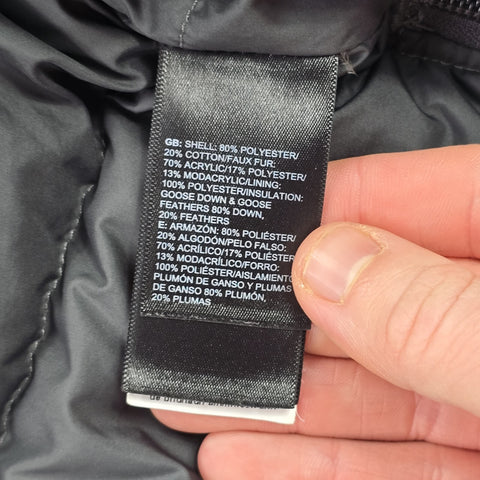 GB: SHELL: 80% POLYESTER/
20% COTTON/FAUX FUR:
70% ACRYLIC/17% POLYESTER/
13% MODACRYLIC/LINING:
100% POLYESTER/INSULATION:
GOOSE DOWN & GOOSE
FEATHERS 80% DOWN,
20% FEATHERS
E: ARMAZÓN: 80% POLIÉSTER/
20% ALGODÓN/PELO FALSO:
70% ACRÍLICO/17% POLIÉSTER/
13% MODACRÍLICO/FORRO:
100% POLIÉSTER/AISLAMIENTO
PLUMÓN DE GANSO Y PLUMAS
DE GANSO 80% PLUMÓN,
20% PLUMAS